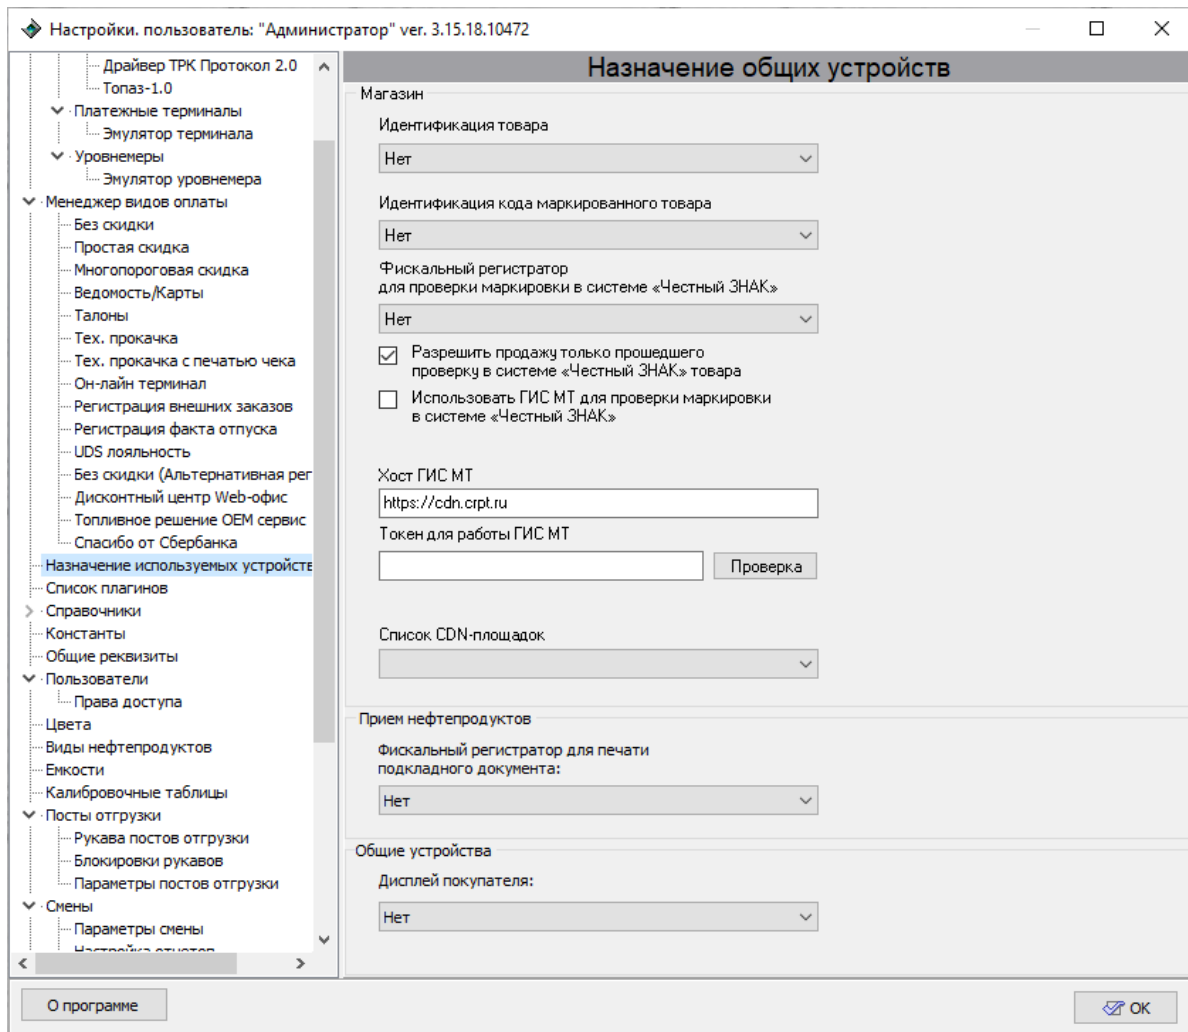 Настройки. пользователь: "Администратор" ver. 3.15.18.10472
Драйвер ТРК Протокол 2.0
Топаз-1.0
Платежные терминалы
Эмулятор терминала
Уровнемеры
Эмулятор уровнемера
Менеджер видов оплаты
Без скидки
Простая скидка
Многопороговая скидка
Ведомость/Карты
Талоны
Тех. прокачка
Тех. прокачка с печатью чека
Он-лайн терминал
Регистрация внешних заказов
Регистрация факта отпуска
UDS лояльность
Без скидки (Альтернативная рег
Дисконтный центр Web-офис
Топливное решение OEM сервис
Спасибо от Сбербанка
Назначение используемых устройств
Список плагинов
Справочники
Константы
Общие реквизиты
Пользователи
Права доступа
Цвета
Виды нефтепродуктов
Емкости
Калибровочные таблицы
Посты отгрузки
Рукава постов отгрузки
Блокировки рукавов
Параметры постов отгрузки
Смены
Параметры смены
Настройка отчетов
О программе
Назначение общих устройств
Магазин
Идентификация товара
Нет
Идентификация кода маркированного товара
Нет
Фискальный регистратор
для проверки маркировки в системе «Честный ЗНАК»
Нет
Разрешить продажу только прошедшего
проверку в системе «Честный ЗНАК» товара
Использовать ГИС МТ для проверки маркировки
в системе «Честный ЗНАК»
Хост ГИС МТ
https://cdn.crpt.ru
Токен для работы ГИС МТ
Проверка
Список CDN-площадок
Прием нефтепродуктов
Фискальный регистратор для печати
подкладного документа:
Нет
Общие устройства
Дисплей покупателя:
Нет
OK